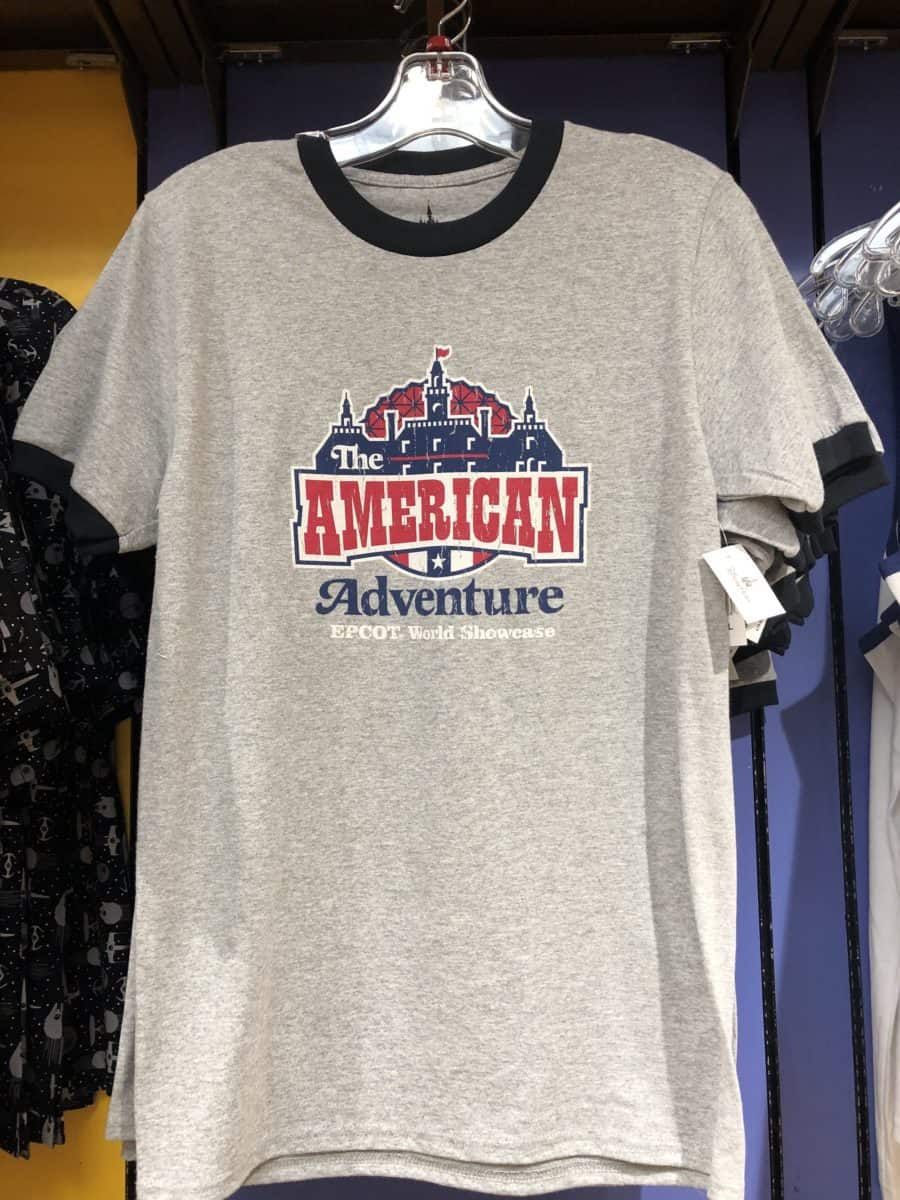 The
AMERICAN
Adventure
EPCOT World Showcase